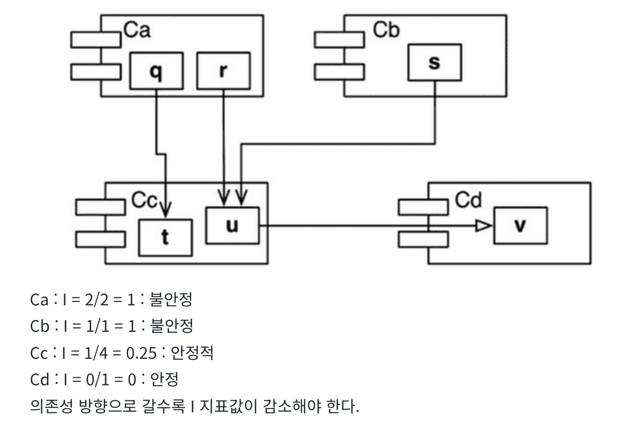 Ca
Cb
q
r
s
Cc
Cd
t
u
v
Ca : I = 2/2 = 1 : 불안정
Cb : I = 1/1 = 1 : 불안정
Cc : I = 1/4 = 0.25 : 안정적
Cd : I = 0/1 = 0 : 안정
의존성 방향으로 갈수록 I 지표값이 감소해야 한다.